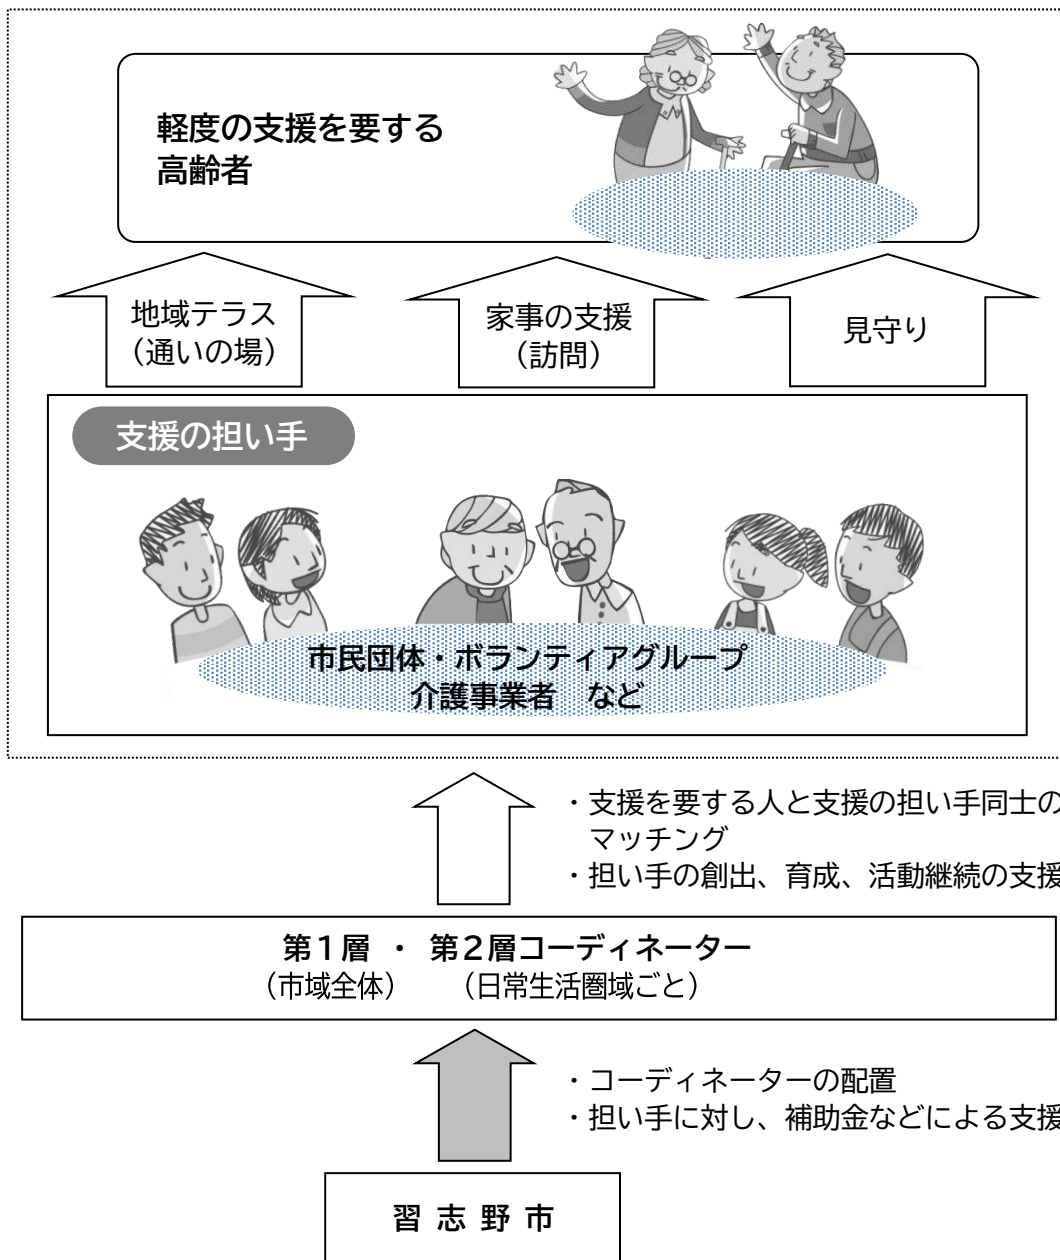 軽度の支援を要する
高齢者
地域テラス
（通いの場）
家事の支援
（訪問）
見守り
支援の担い手
市民団体・ボランティアグループ
介護事業者　など
・支援を要する人と支援の担い手同士の
マッチング
・担い手の創出、育成、活動継続の支援
第１層 ・ 第２層コーディネーター
（市域全体）　（日常生活圏域ごと）
・コーディネーターの配置
・担い手に対し、補助金などによる支援
習 志 野 市